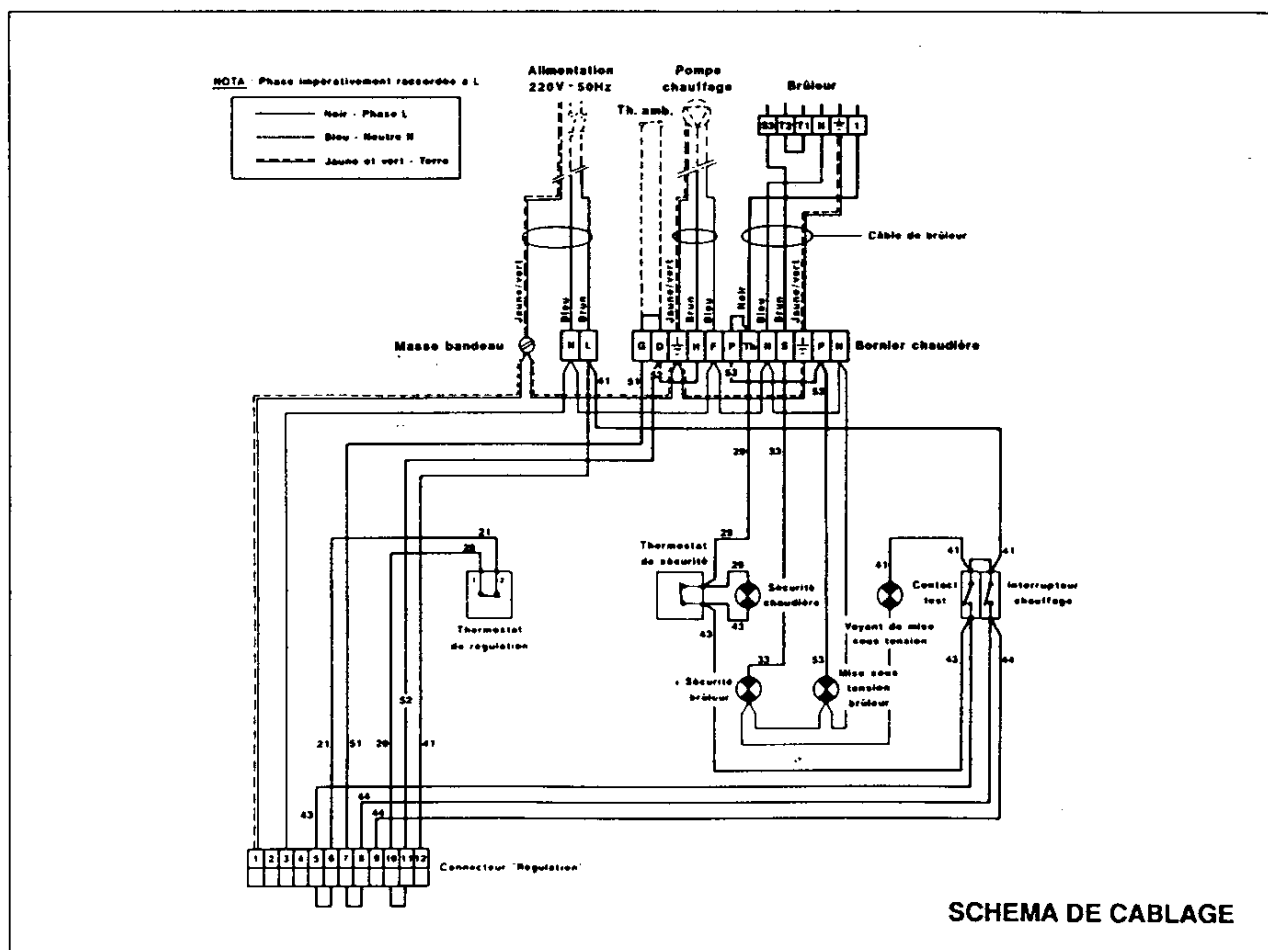 NOTA : Phase impérativement raccordée à L
Noir - Phase L
Bleu - Neutre N
Jaune et vert - Terre
Alimentation
220V - 50Hz
Th. amb.
Pompe
chauffage
Brûleur
S3 T2 T1 N 1
Câble de brûleur
Jaune/vert
Bleu
Brun
Jaune/vert
Brun
Bleu
Noir
Bleu
Brun
Jaune/vert
Masse bandeau
N L
G D H F P Th N S P N
Bornier chaudière
51
52
41
53
53
29
33
21
20
1 2
Thermostat
de régulation
Thermostat
de sécurité
29
29
43
43
Sécurité
chaudière
41
41
41
Contact
test
Interrupteur
chauffage
Voyant de mise
sous tension
43
44
33
53
Sécurité
brûleur
Mise sous
tension
brûleur
52
21
51
20
41
43
44
44
1 2 3 4 5 6 7 8 9 10 11 12
Connecteur "Régulation"
SCHEMA DE CABLAGE